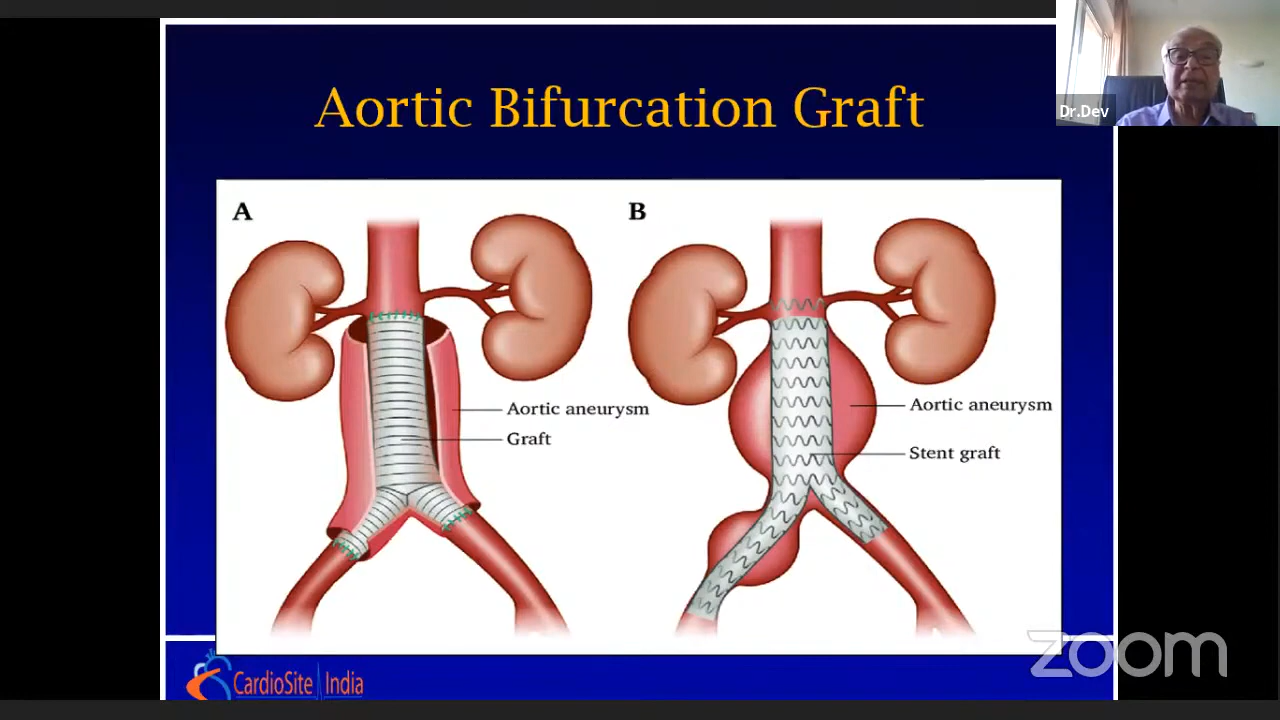 Aortic Bifurcation Graft
Dr.Dev
A
B
Aortic aneurysm
Graft
Aortic aneurysm
Stent graft
CardioSite India
zoom